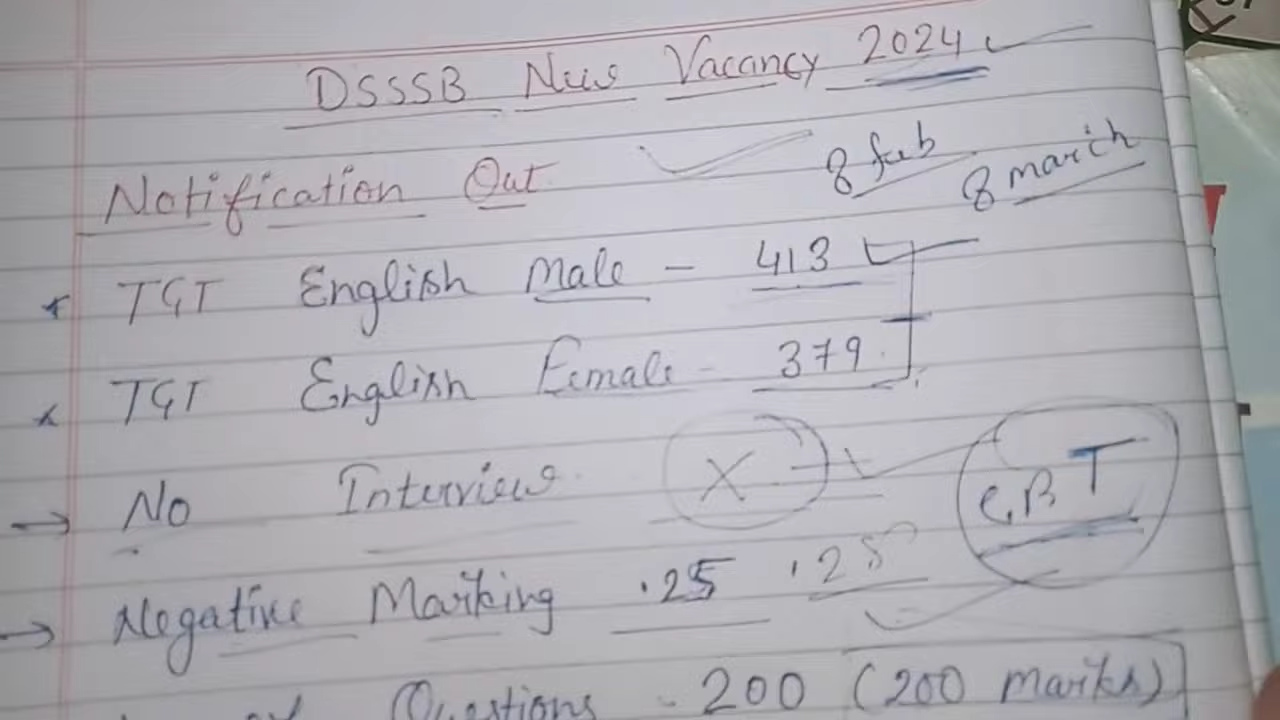 DSSSB New Vacancy 2024
Notification Out 8 feb 8 march
TGT English Male - 413
TGT English Female - 379
→ No Interview X CBT
→ Negative Marking .25 .25
of Questions - 200 (200 marks)